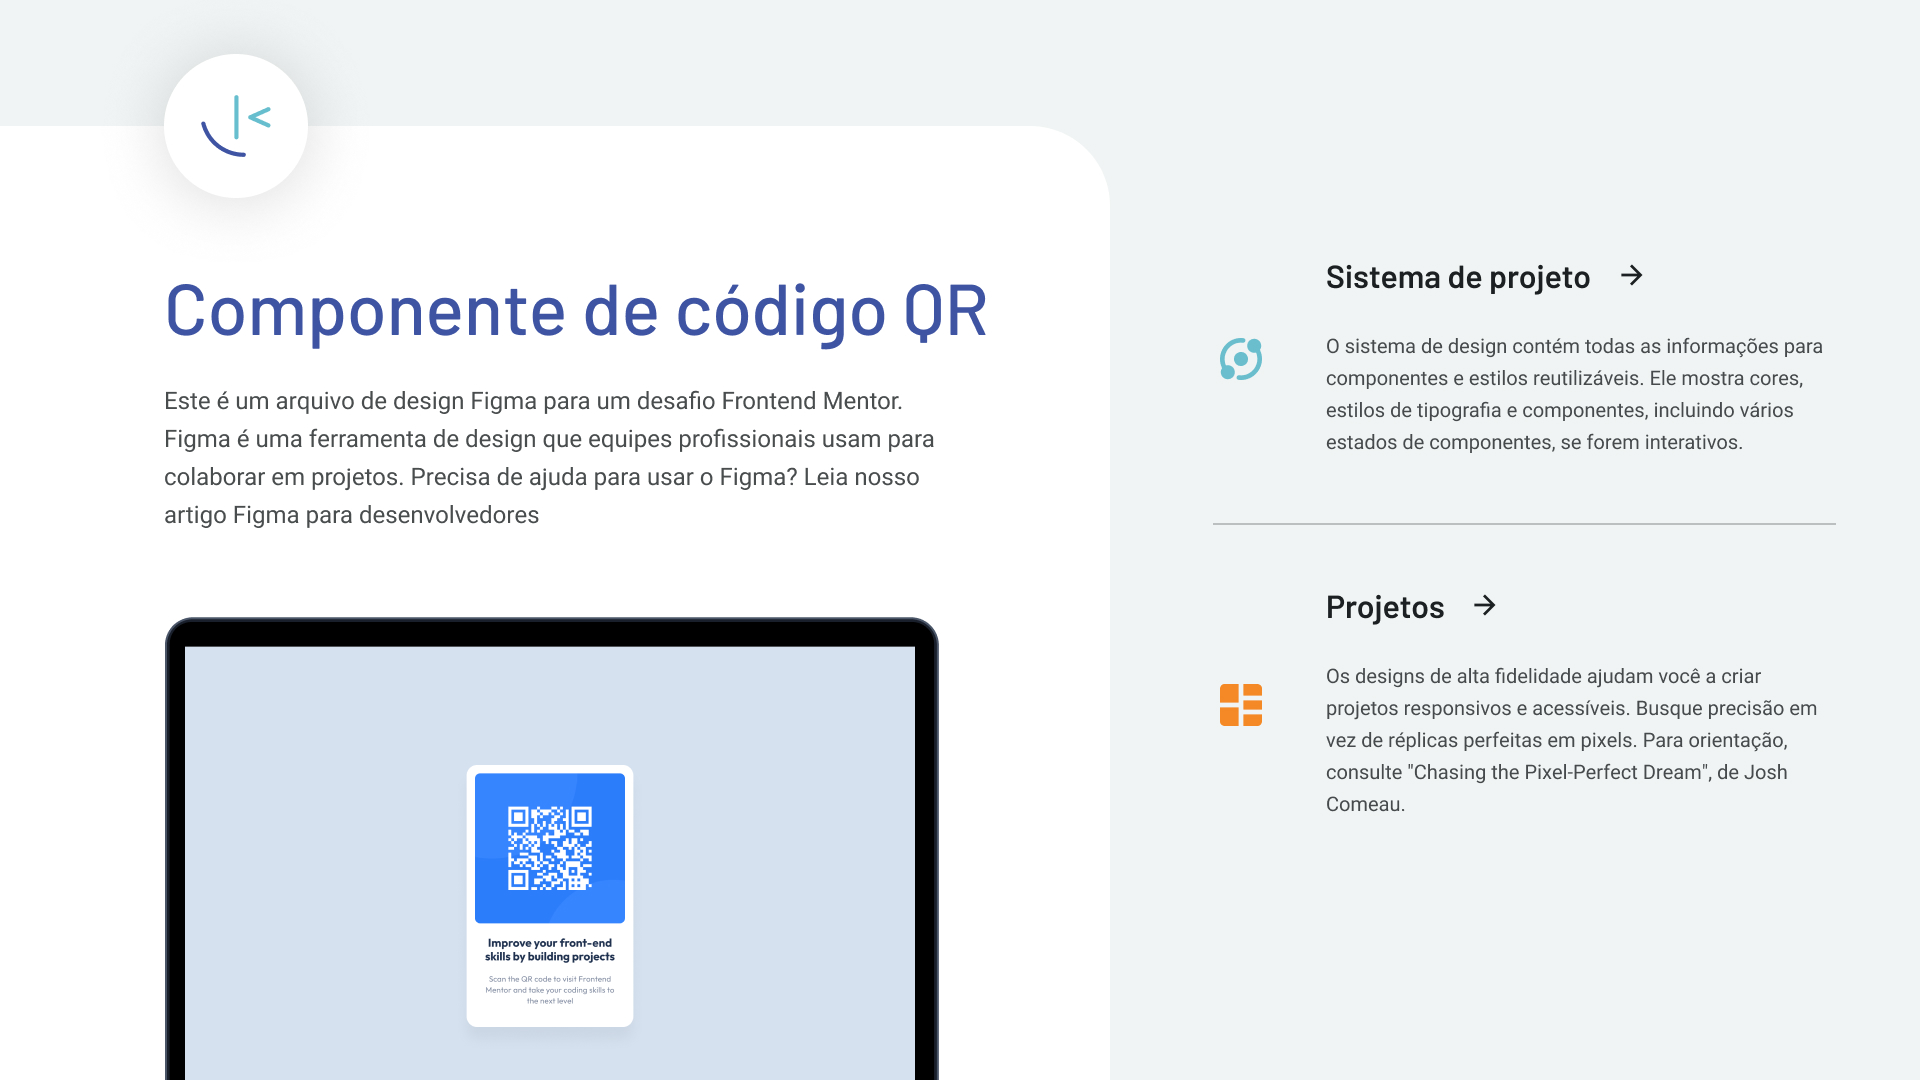 Componente de código QR
Este é um arquivo de design Figma para um desafio Frontend Mentor.
Figma é uma ferramenta de design que equipes profissionais usam para
colaborar em projetos. Precisa de ajuda para usar o Figma? Leia nosso
artigo Figma para desenvolvedores
Improve your front-end
skills by building projects
Scan the QR code to visit Frontend
Mentor and take your coding skills to
the next level
Sistema de projeto
O sistema de design contém todas as informações para
componentes e estilos reutilizáveis. Ele mostra cores,
estilos de tipografia e componentes, incluindo vários
estados de componentes, se forem interativos.
Projetos
Os designs de alta fidelidade ajudam você a criar
projetos responsivos e acessíveis. Busque precisão em
vez de réplicas perfeitas em pixels. Para orientação,
consulte "Chasing the Pixel-Perfect Dream", de Josh
Comeau.